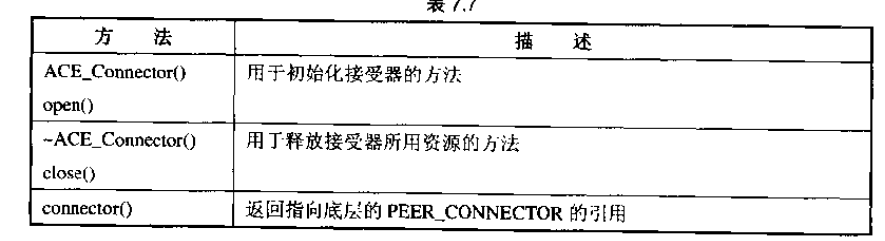 表 7.7
方 法 描 述
ACE_Connector() 用于初始化接受器的方法
open()
~ACE_Connector() 用于释放接受器所用资源的方法
close()
connector() 返回指向底层的 PEER_CONNECTOR 的引用